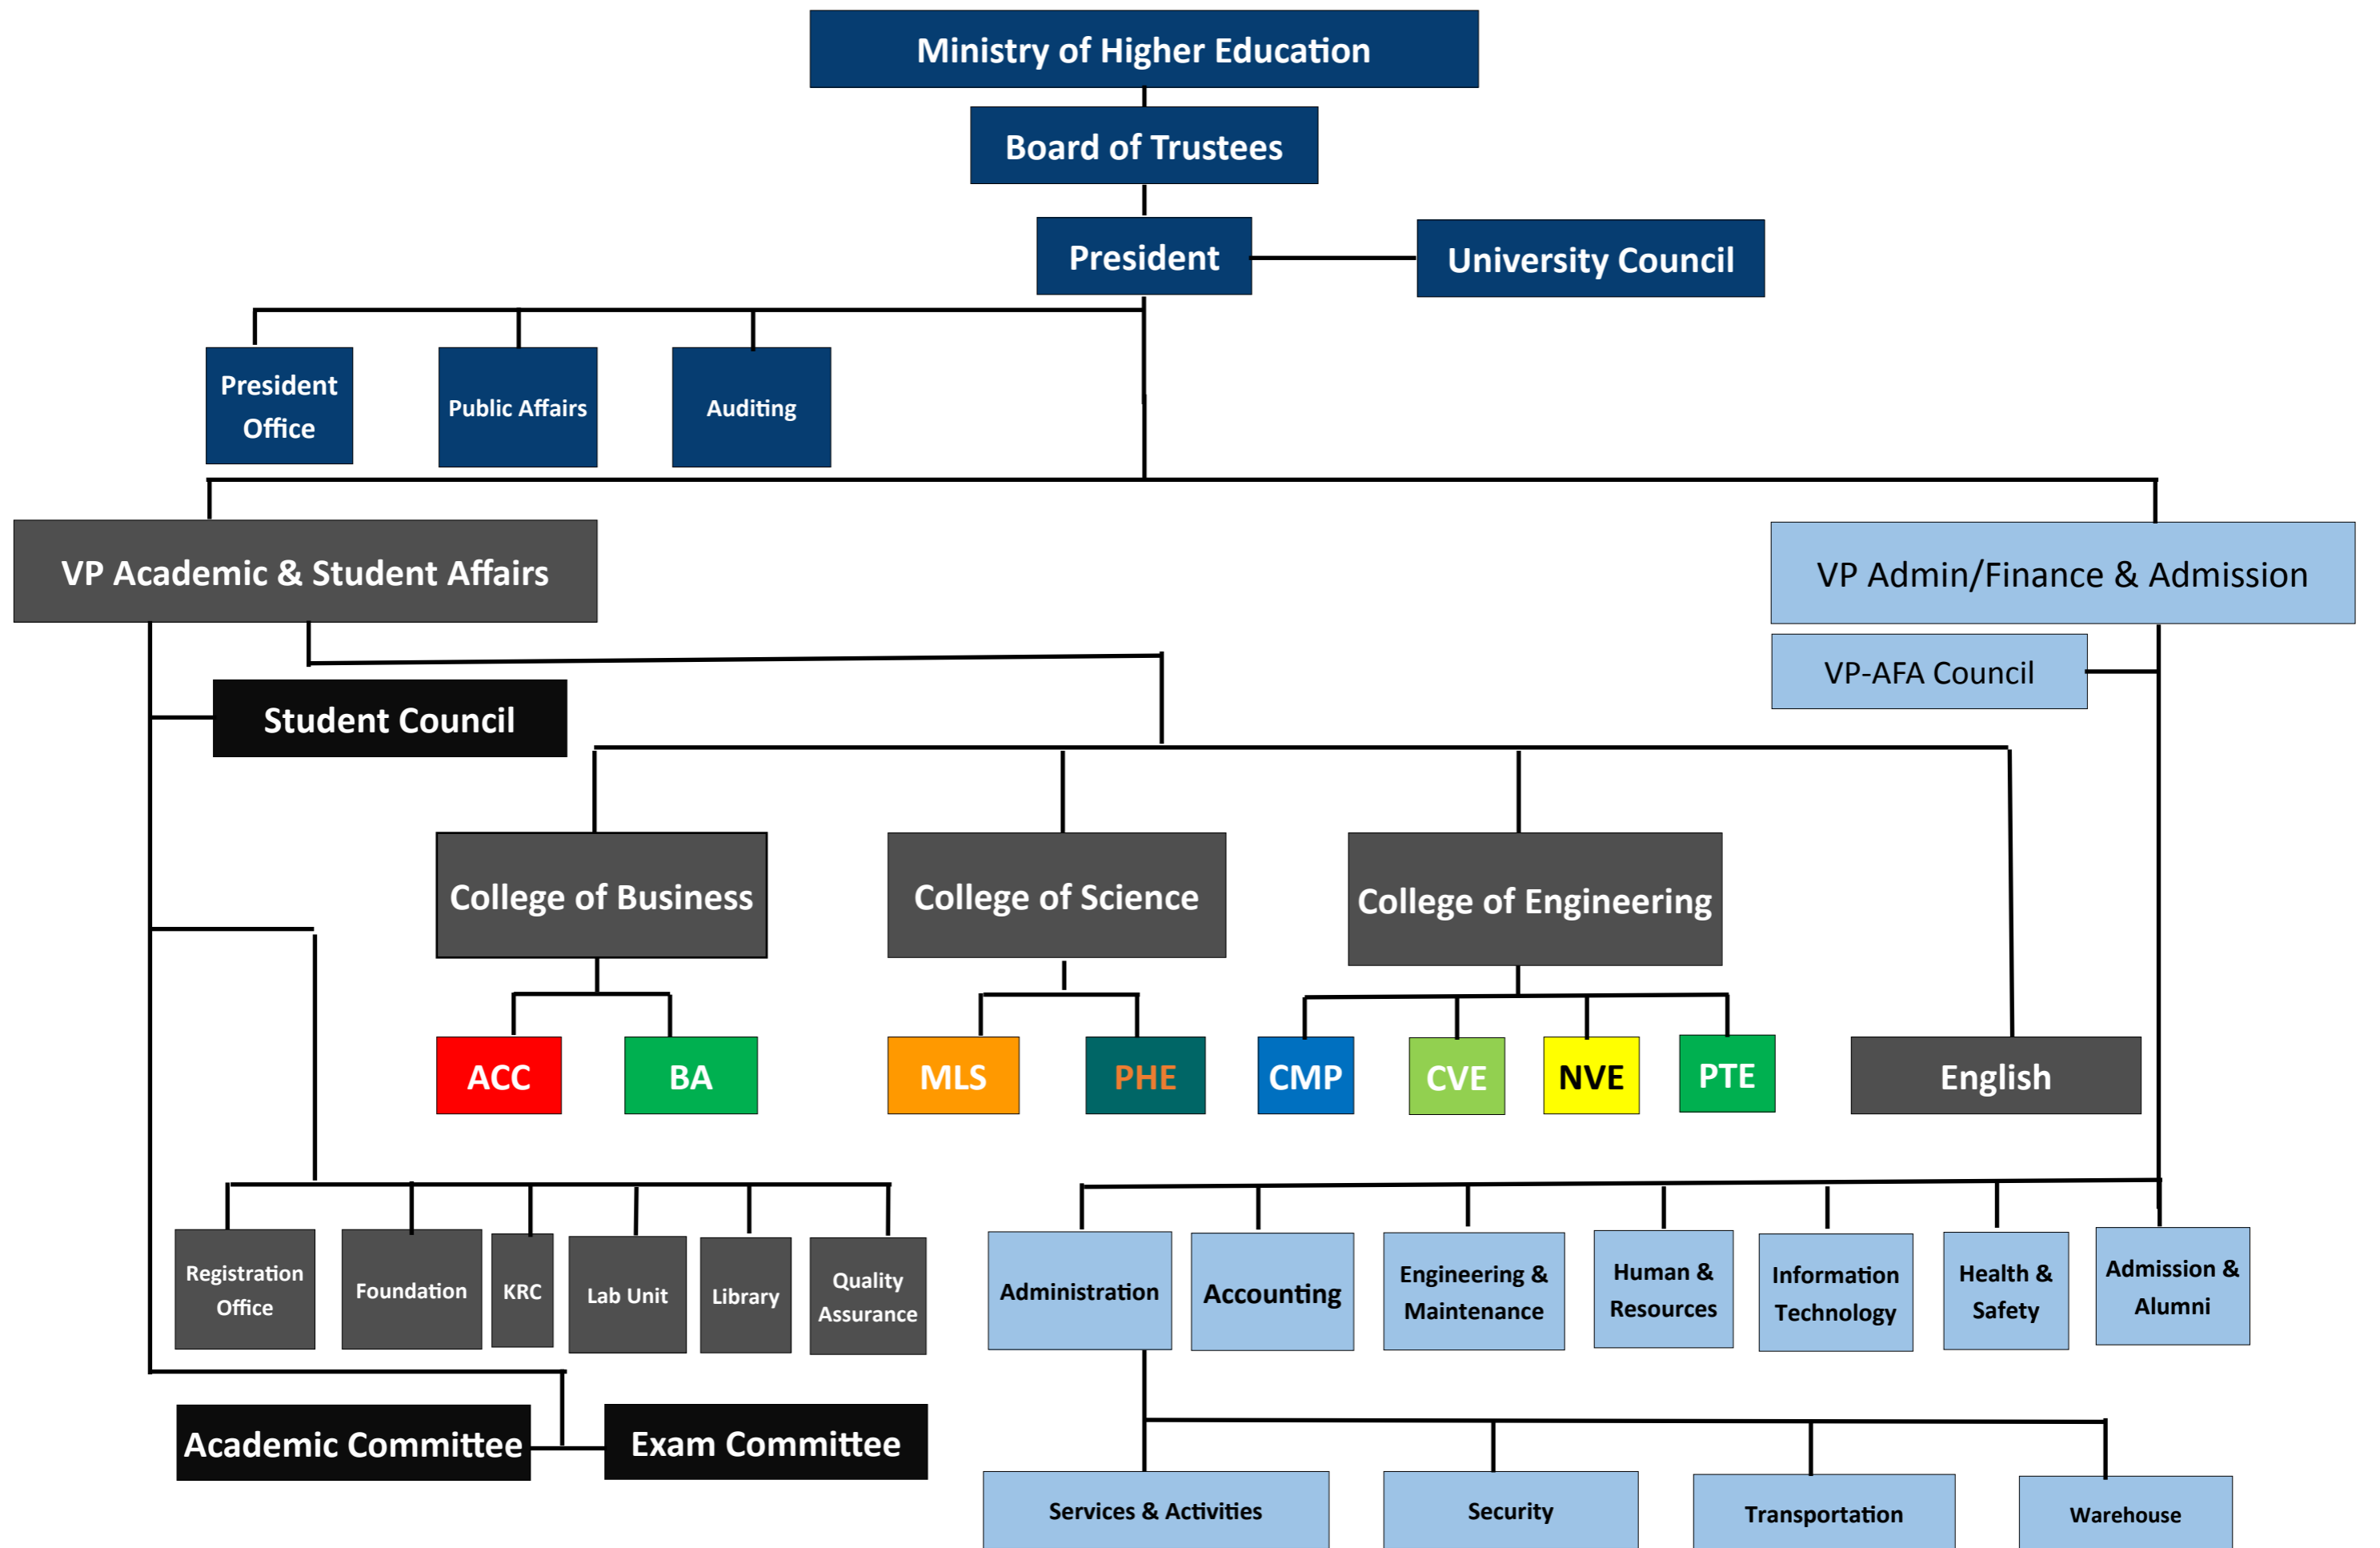 Ministry of Higher Education
Board of Trustees
President
University Council
President
Office
Public Affairs
Auditing
VP Academic & Student Affairs
VP Admin/Finance & Admission
VP-AFA Council
Student Council
College of Business
College of Science
College of Engineering
ACC
BA
MLS
PHE
CMP
CVE
NVE
PTE
English
Registration
Office
Foundation
KRC
Lab Unit
Library
Quality
Assurance
Administration
Accounting
Engineering &
Maintenance
Human &
Resources
Information
Technology
Health &
Safety
Admission &
Alumni
Academic Committee
Exam Committee
Services & Activities
Security
Transportation
Warehouse